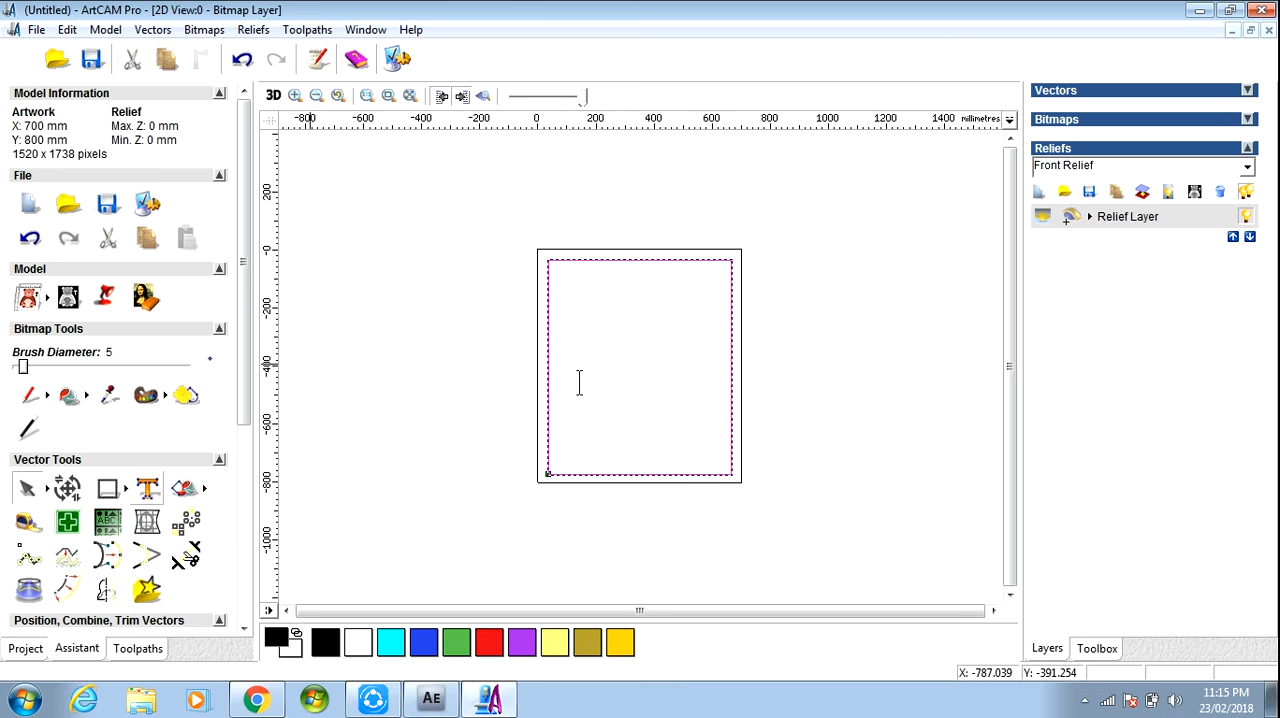 (Untitled) - ArtCAM Pro - [2D View:0 - Bitmap Layer]
File Edit Model Vectors Bitmaps Reliefs Toolpaths Window Help
Model Information
Artwork Relief
X: 700 mm Max. Z: 0 mm
Y: 800 mm Min. Z: 0 mm
1520 x 1738 pixels
File
Model
Bitmap Tools
Brush Diameter: 5
Vector Tools
ABC
Position, Combine, Trim Vectors
Project Assistant Toolpaths
3D
-800 -600 -400 -200 0 200 400 600 800 1000 1200 1400 millimetres
200
-0
-200
-400
-600
-800
-1000
Vectors
Bitmaps
Reliefs
Front Relief
Relief Layer
Layers Toolbox
X: -787.039 Y: -391.254
AE
11:15 PM
23/02/2018